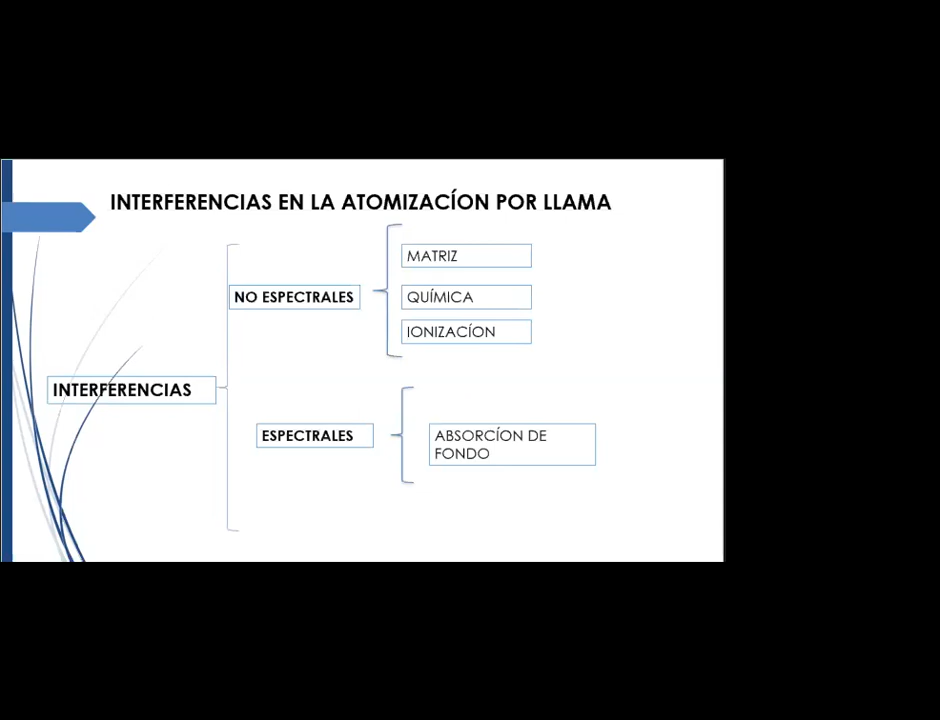 INTERFERENCIAS EN LA ATOMIZACÍON POR LLAMA
MATRIZ
NO ESPECTRALES
QUÍMICA
IONIZACÍON
INTERFERENCIAS
ESPECTRALES
ABSORCÍON DE
FONDO